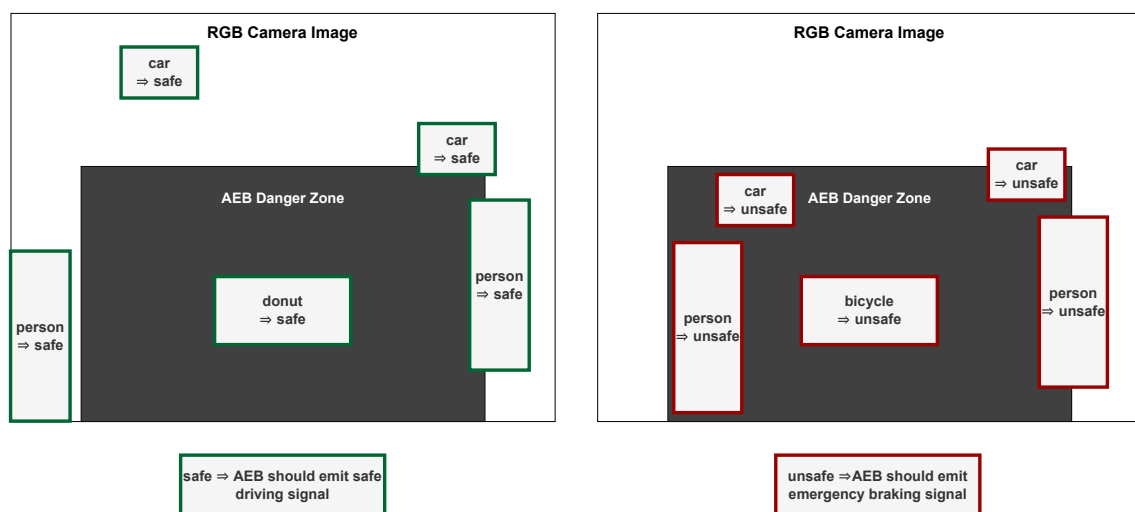 RGB Camera Image
car
⇒ safe
car
⇒ safe
AEB Danger Zone
person
⇒ safe
donut
⇒ safe
person
⇒ safe
safe ⇒ AEB should emit safe
driving signal
RGB Camera Image
car
⇒ unsafe
car
⇒ unsafe
AEB Danger Zone
person
⇒ unsafe
bicycle
⇒ unsafe
person
⇒ unsafe
unsafe ⇒AEB should emit
emergency braking signal